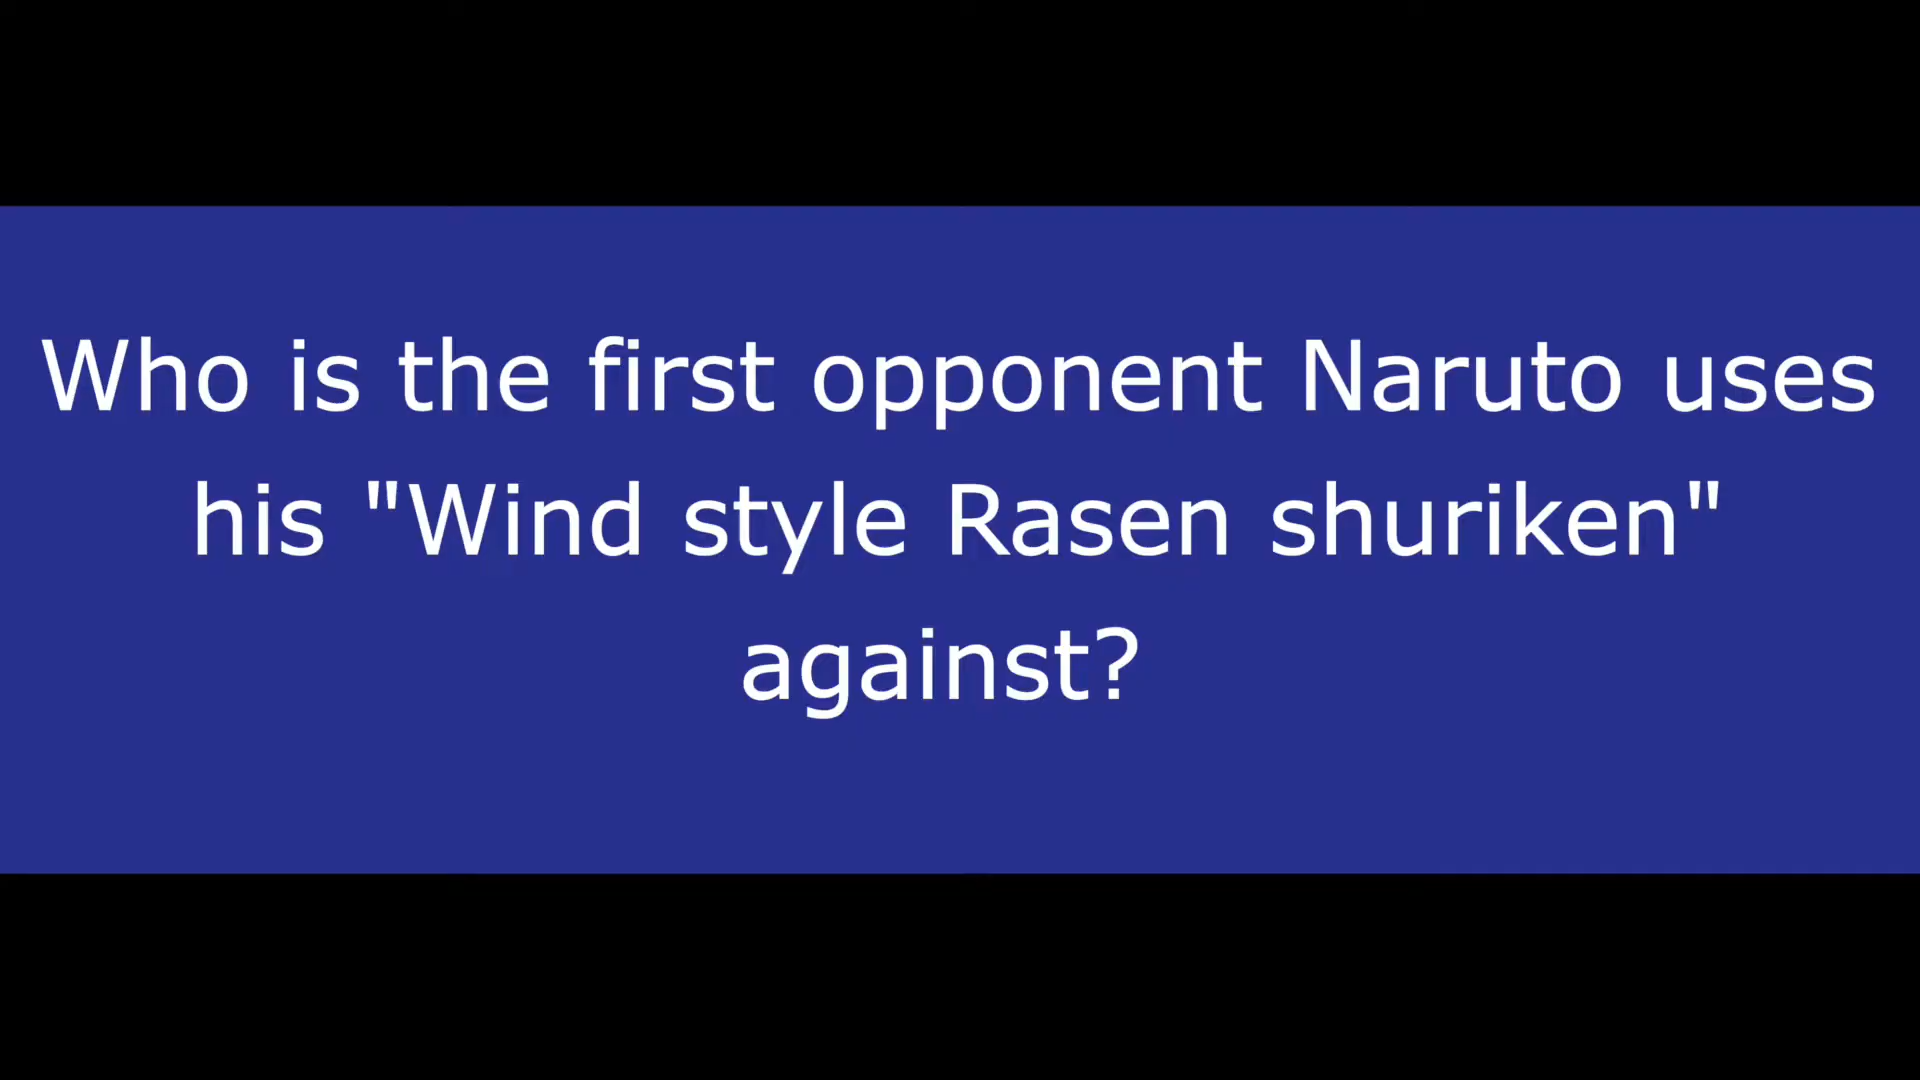 Who is the first opponent Naruto uses
his "Wind style Rasen shuriken"
against?